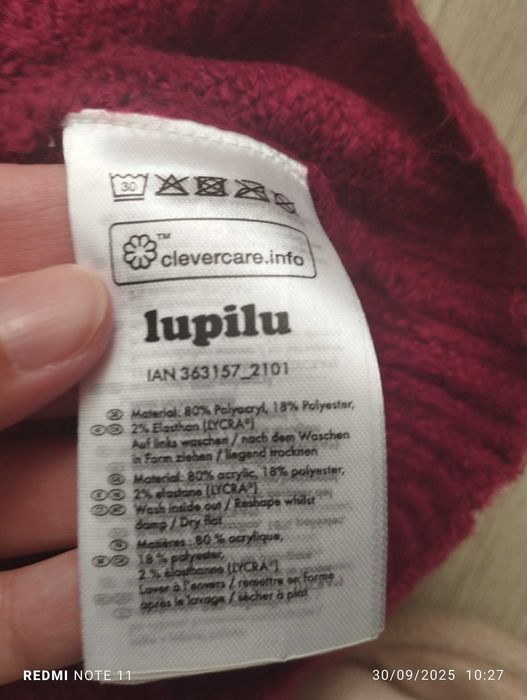 30
TM
clevercare.info
lupilu
IAN 363157_2101
Material: 80% Polyacryl, 18% Polyester,
2% Elasthan (LYCRA®)
Auf links waschen / nach dem Waschen
in Form ziehen / liegend trocknen
Material: 80% acrylic, 18% polyester,
2% elastane (LYCRA®)
Wash inside out / Reshape whilst
damp / Dry flat
Matières: 80 % acrylique,
18 % polyester,
2 % élasthanne (LYCRA®)
Laver à l'envers / remettre en forme
après le lavage / sécher à plat
REDMI NOTE 11
30/09/2025 10:27